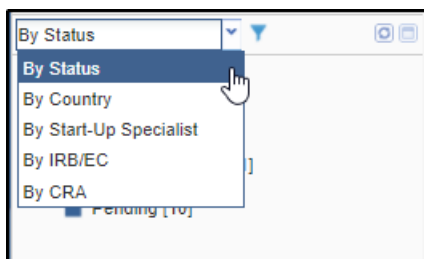 By Status
By Status
By Country
By Start-Up Specialist
By IRB/EC
]
By CRA
Pending [10]